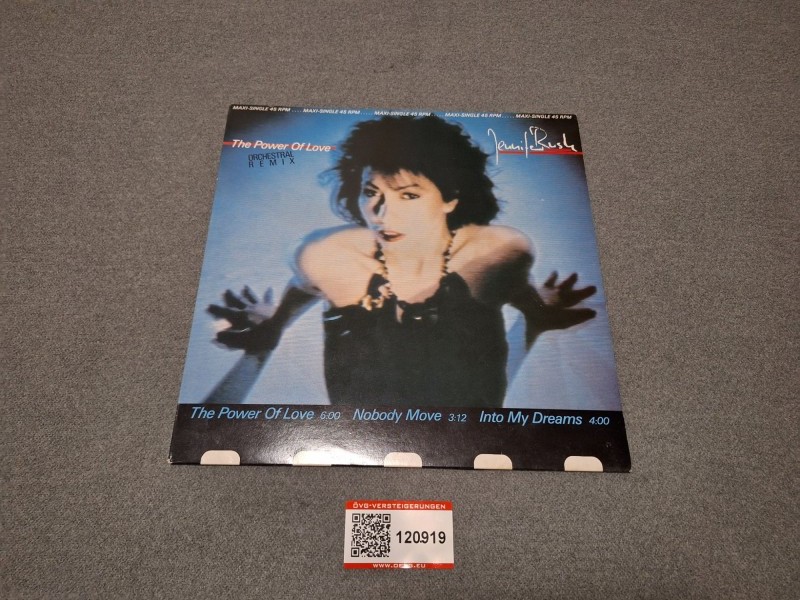 MAXI-SINGLE 45 RPM .... MAXI-SINGLE 45 RPM .... MAXI-SINGLE 45 RPM .... MAXI-SINGLE 45 RPM .... MAXI-SINGLE 45 RPM
The Power Of Love
Jennifer Rush
ORCHESTRAL
REMIX
The Power Of Love 6:00 Nobody Move 3:12 Into My Dreams 4:00
ÖVG-VERSTEIGERUNGEN
120919